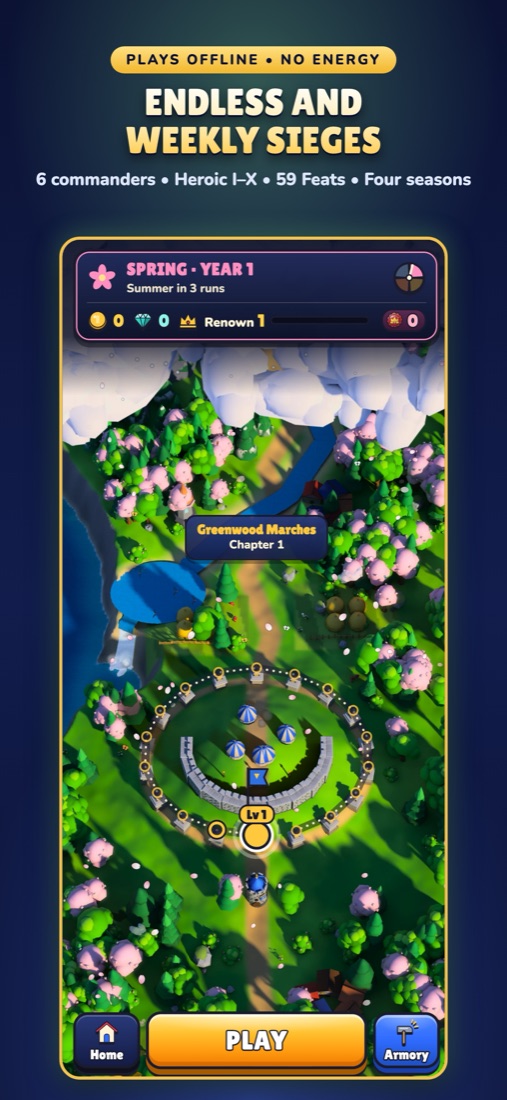 PLAYS OFFLINE • NO ENERGY
ENDLESS AND
WEEKLY SIEGES
6 commanders • Heroic I–X • 59 Feats • Four seasons
SPRING · YEAR 1
Summer in 3 runs
0 0 Renown 1 0
Greenwood Marches
Chapter 1
Lv 1
Home
PLAY
Armory